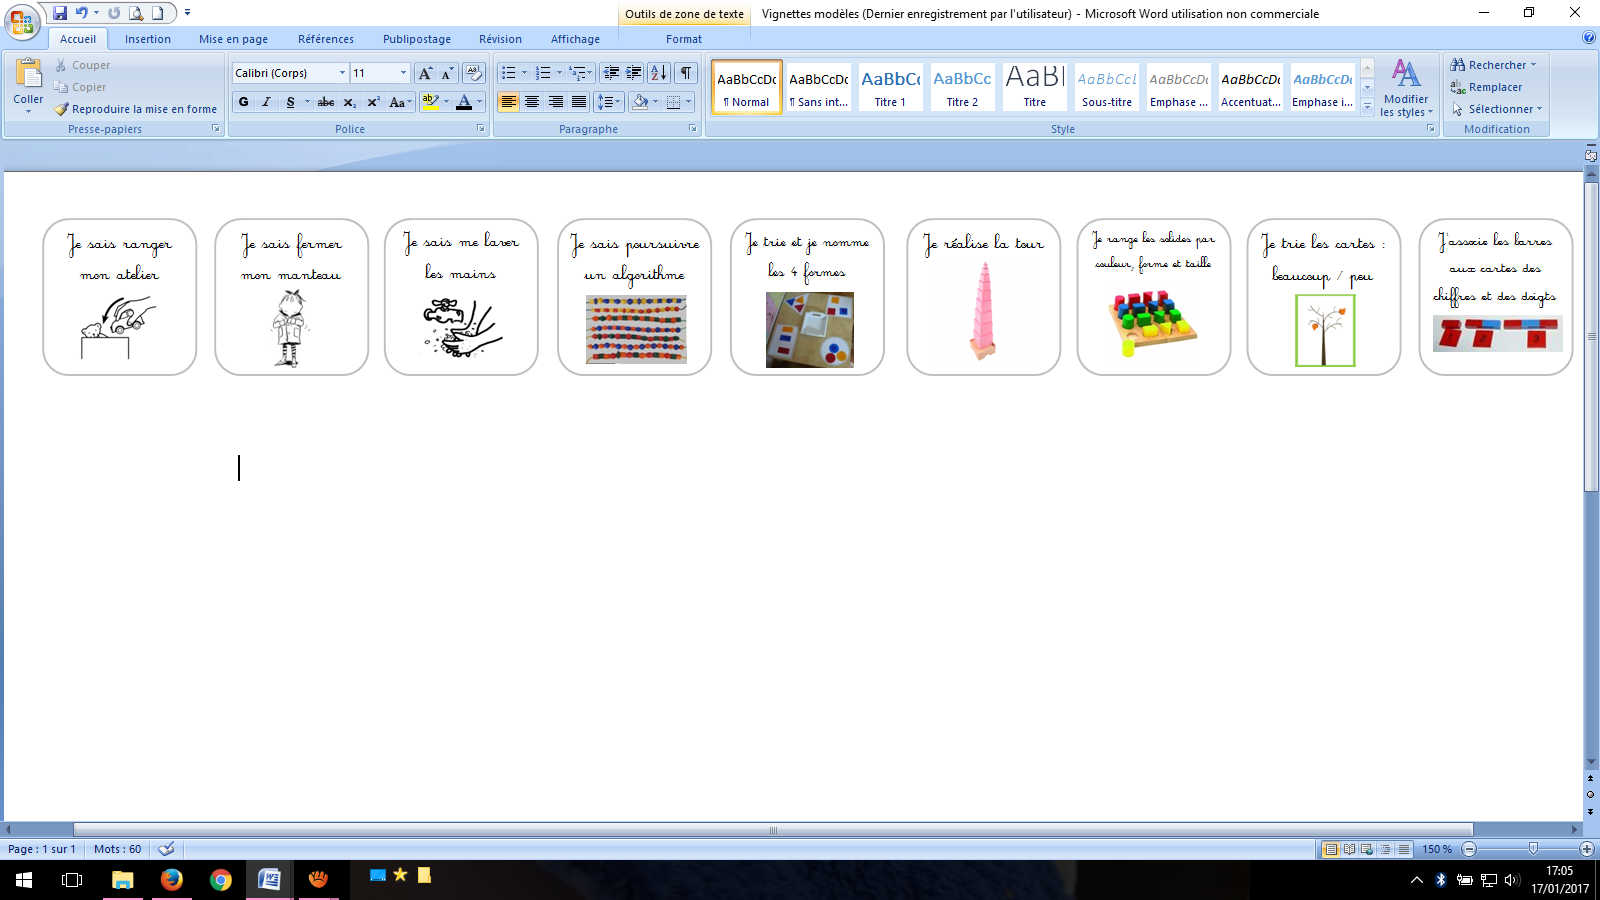 Outils de zone de texte
Vignettes modèles (Dernier enregistrement par l'utilisateur) - Microsoft Word utilisation non commerciale
Accueil Insertion Mise en page Références Publipostage Révision Affichage Format
Coller
Couper
Copier
Reproduire la mise en forme
Presse-papiers
Calibri (Corps) 11
G I S abc x₂ x² Aa
Police
Paragraphe
AaBbCcDc AaBbCcDc AaBbCc AaBbCc AaBl AaBbCcL AaBbCcDc AaBbCcDc AaBbCcDc
¶ Normal ¶ Sans int... Titre 1 Titre 2 Titre Sous-titre Emphase ... Accentuat... Emphase i...
Style
Modifier
les styles
Rechercher
Remplacer
Sélectionner
Modification
Je sais ranger
mon atelier
Je sais fermer
mon manteau
Je sais me laver
les mains
Je sais poursuivre
un algorithme
Je trie et je nomme
les 4 formes
Je réalise la tour
Je range les solides par
couleur, forme et taille
Je trie les cartes :
beaucoup / peu
J'associe les barres
aux cartes des
chiffres et des doigts
2 3
Page : 1 sur 1 Mots : 60
150 %
17:05
17/01/2017